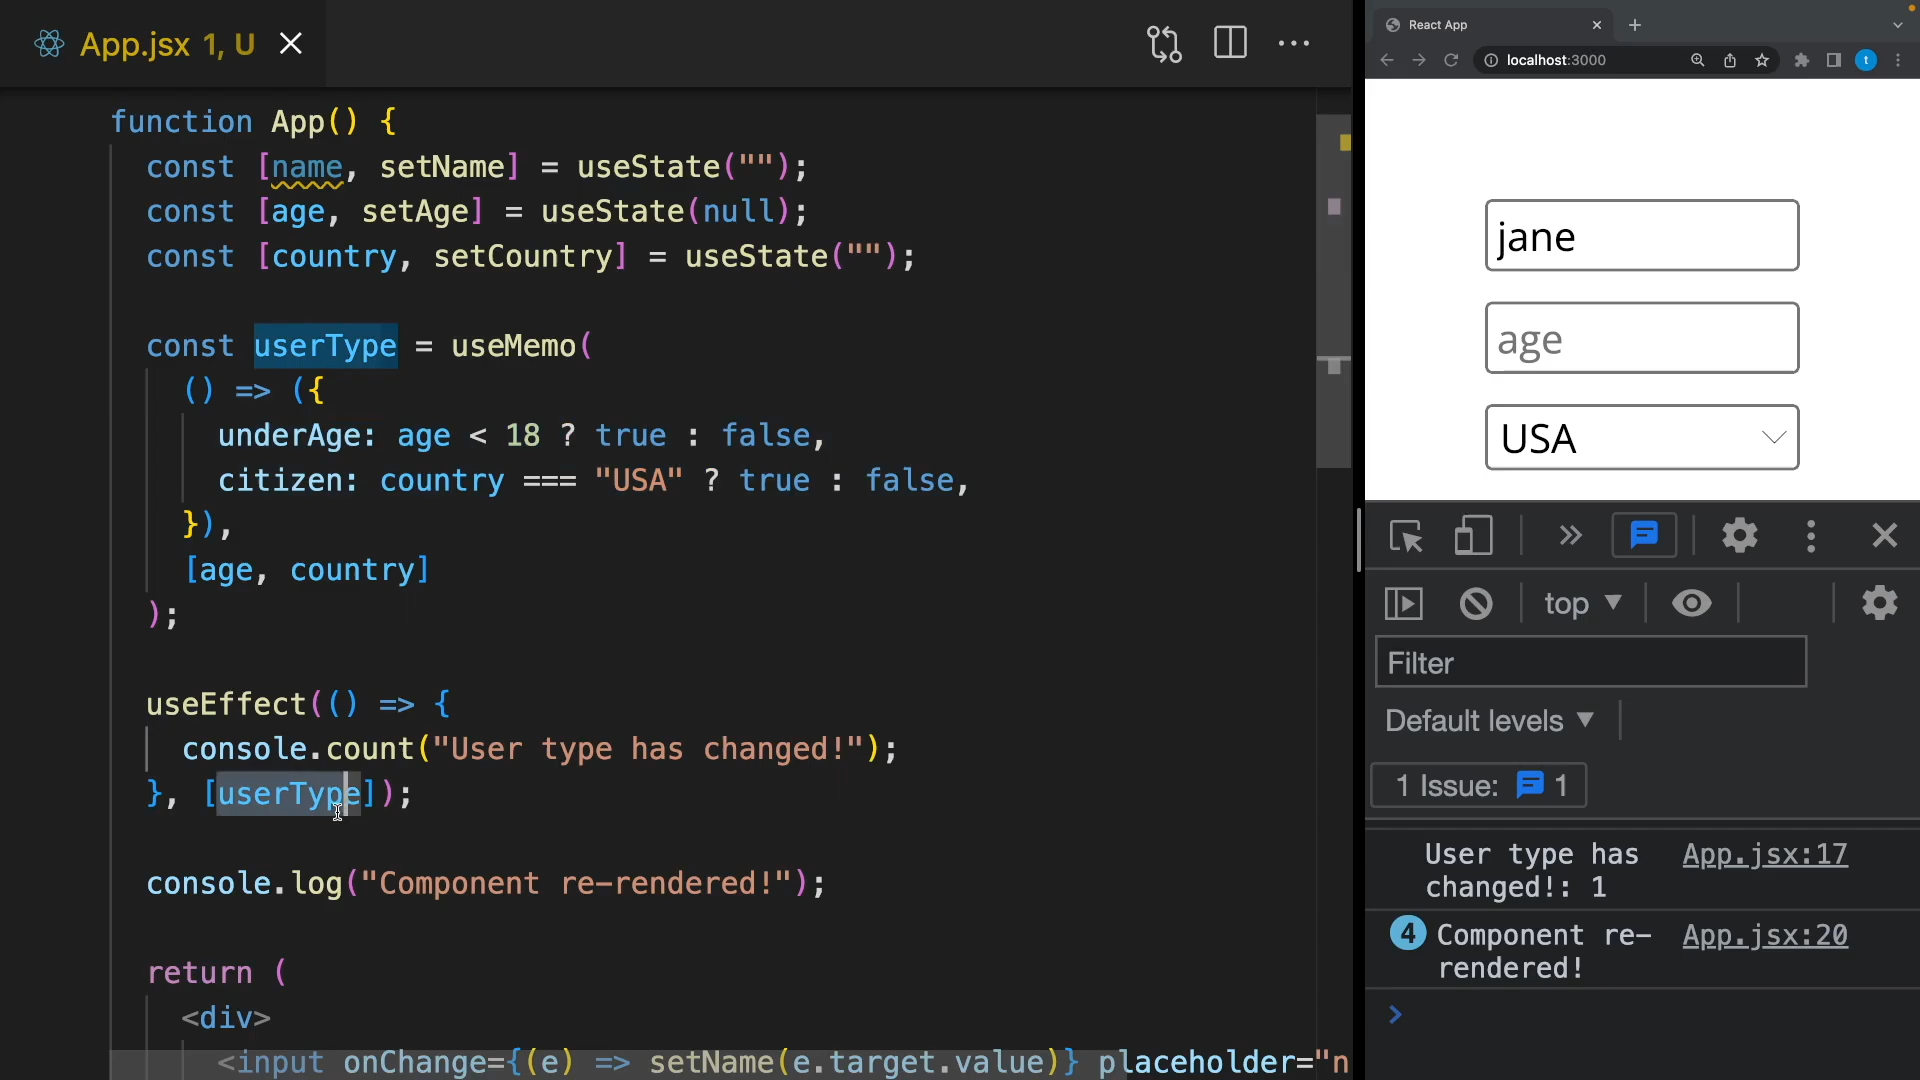 App.jsx 1, U
function App() {
const [name, setName] = useState("");
const [age, setAge] = useState(null);
const [country, setCountry] = useState("");
const userType = useMemo(
() => ({
underAge: age < 18 ? true : false,
citizen: country === "USA" ? true : false,
}),
[age, country]
);
useEffect(() => {
console.count("User type has changed!");
}, [userType]);
console.log("Component re-rendered!");
return (
<div>
<input onChange={(e) => setName(e.target.value)} placeholder="n
React App
localhost:3000
t
jane
age
USA
top
Filter
Default levels
1 Issue: 1
User type has App.jsx:17
changed!: 1
4 Component re- App.jsx:20
rendered!